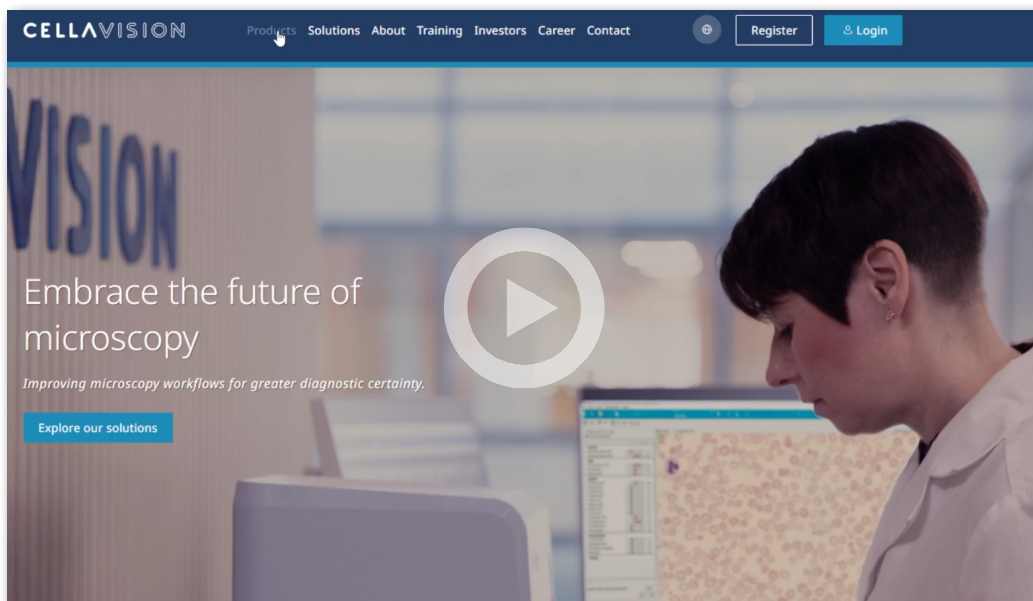 CELLAVISION
Products Solutions About Training Investors Career Contact
Register
Login
VISION
Embrace the future of
microscopy
Improving microscopy workflows for greater diagnostic certainty.
Explore our solutions